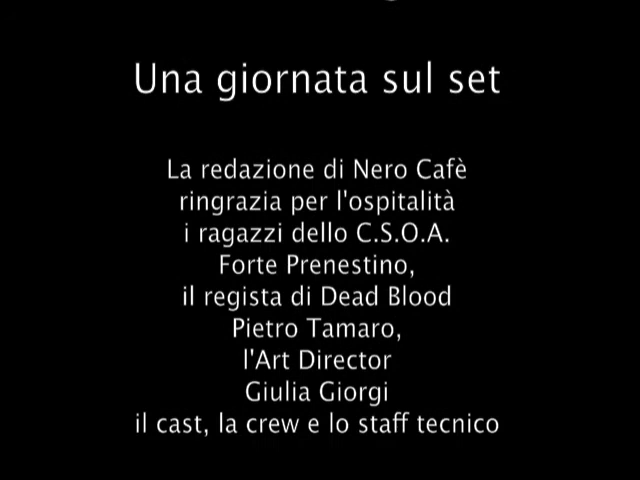 Una giornata sul set
La redazione di Nero Cafè
ringrazia per l'ospitalità
i ragazzi dello C.S.O.A.
Forte Prenestino,
il regista di Dead Blood
Pietro Tamaro,
l'Art Director
Giulia Giorgi
il cast, la crew e lo staff tecnico